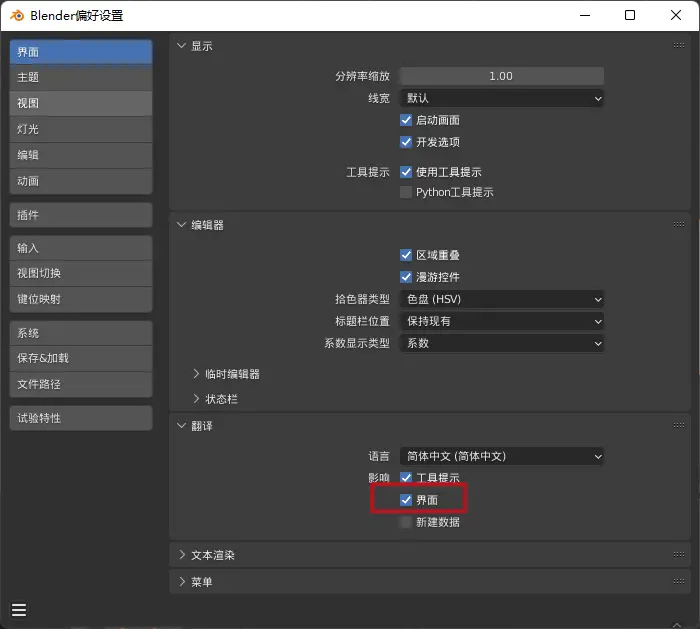 Blender偏好设置
界面
主题
视图
灯光
编辑
动画
插件
输入
视图切换
键位映射
系统
保存&加载
文件路径
试验特性
显示
分辨率缩放 1.00
线宽 默认
启动画面
开发选项
工具提示 使用工具提示
Python工具提示
编辑器
区域重叠
漫游控件
拾色器类型 色盘 (HSV)
标题栏位置 保持现有
系数显示类型 系数
临时编辑器
状态栏
翻译
语言 简体中文 (简体中文)
影响 工具提示
界面
新建数据
文本渲染
菜单